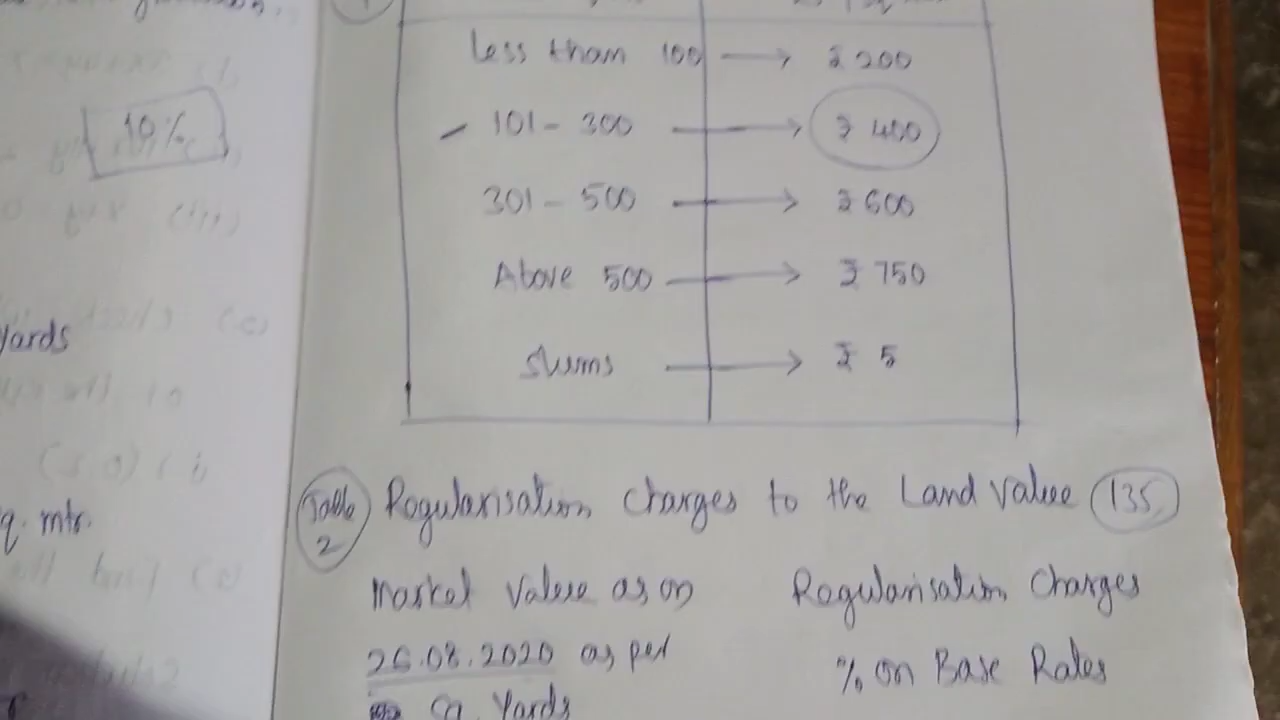 10%
yards
q. mtr.
less than 100 → ₹ 200
101 - 300 → ₹ 400
301 - 500 → ₹ 600
Above 500 → ₹ 750
Slums → ₹ 5
Table 2 Regularisation Charges to the Land Value 135
Market Value as on
26.08.2020 as per
Sq. Yards
Regularisation Charges
% on Base Rates